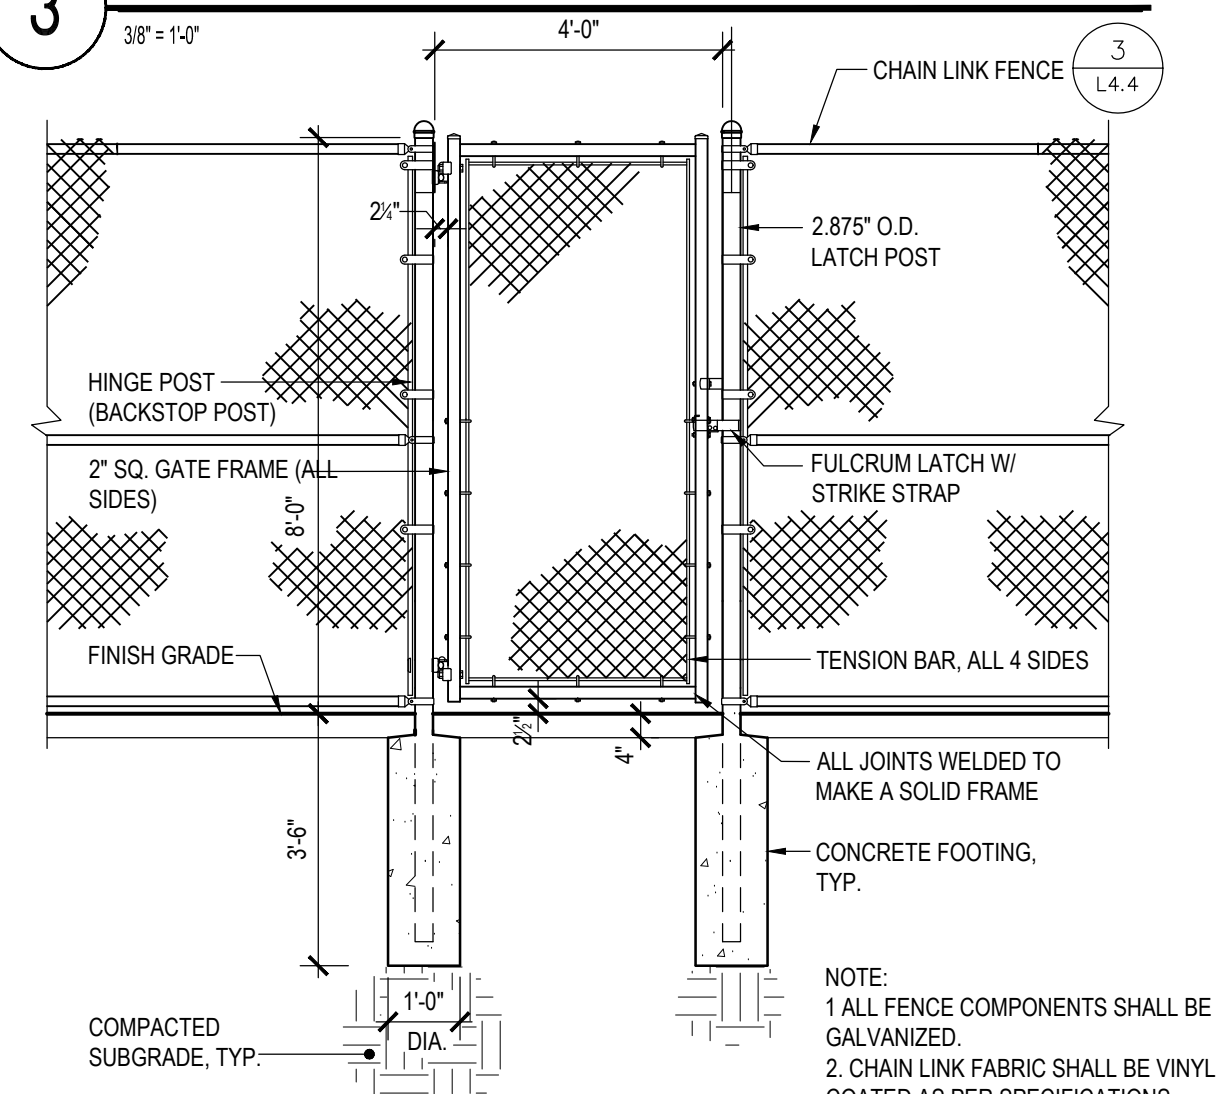 3
3/8" = 1'-0"
4'-0"
CHAIN LINK FENCE
3
L4.4
2¼"
2.875" O.D.
LATCH POST
HINGE POST
(BACKSTOP POST)
2" SQ. GATE FRAME (ALL
SIDES)
8'-0"
FULCRUM LATCH W/
STRIKE STRAP
FINISH GRADE
TENSION BAR, ALL 4 SIDES
2½"
4"
ALL JOINTS WELDED TO
MAKE A SOLID FRAME
3'-6"
CONCRETE FOOTING,
TYP.
1'-0"
DIA.
COMPACTED
SUBGRADE, TYP.
NOTE:
1 ALL FENCE COMPONENTS SHALL BE
GALVANIZED.
2. CHAIN LINK FABRIC SHALL BE VINYL
COATED AS PER SPECIFICATIONS